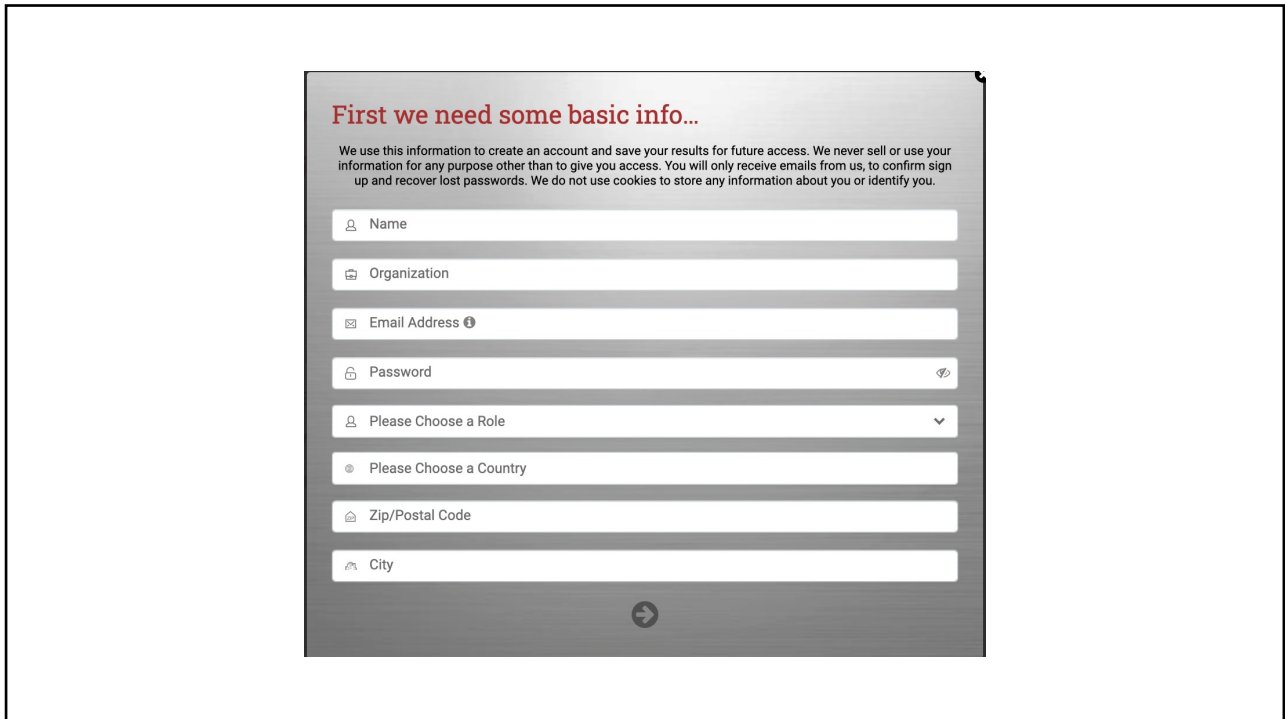 First we need some basic info...
We use this information to create an account and save your results for future access. We never sell or use your
information for any purpose other than to give you access. You will only receive emails from us, to confirm sign
up and recover lost passwords. We do not use cookies to store any information about you or identify you.
Name
Organization
Email Address
Password
Please Choose a Role
Please Choose a Country
Zip/Postal Code
City